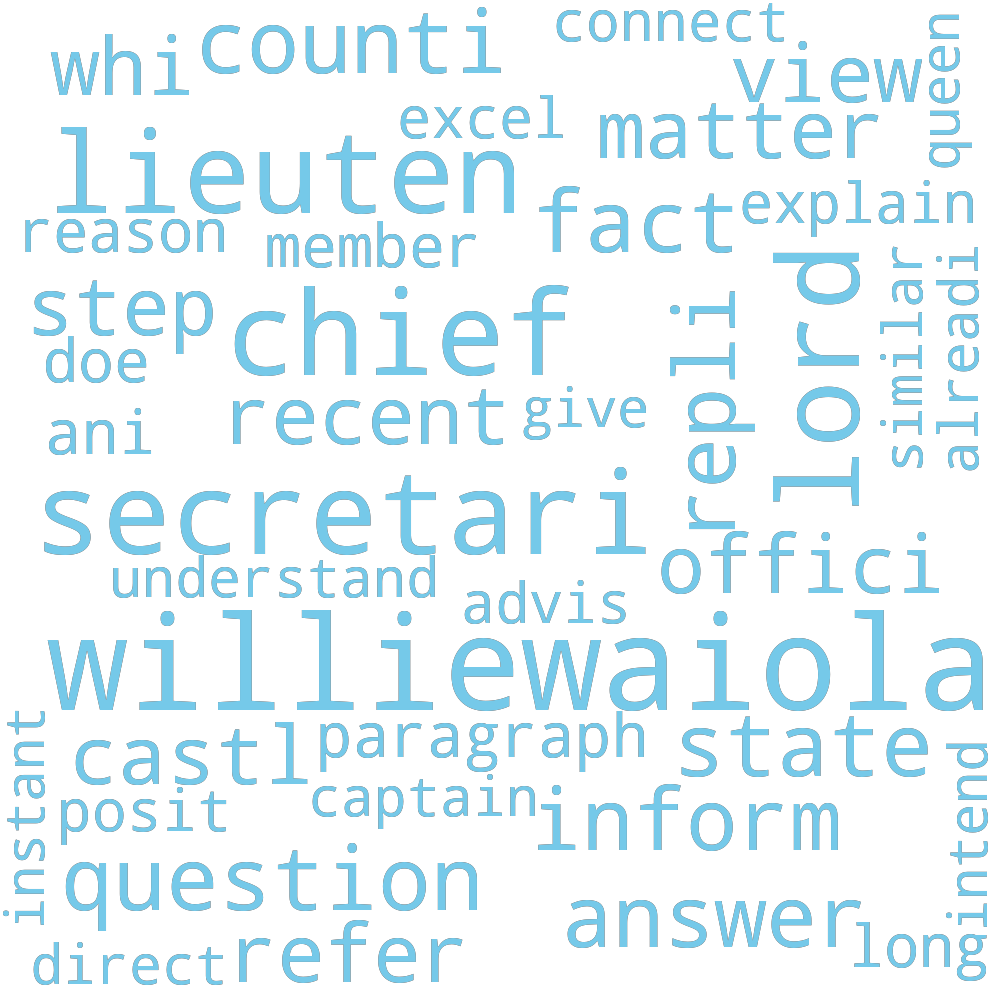 connect
whi
counti
view
queen
excel
matter
lieuten
explain
reason
member
fact
similar
alreadi
step
chief
repli
lord
doe
ani
recent
give
secretari
offici
understand
advis
williewaiola
instant
castl
paragraph
state
intend
posit
captain
inform
question
answer
long
direct
refer